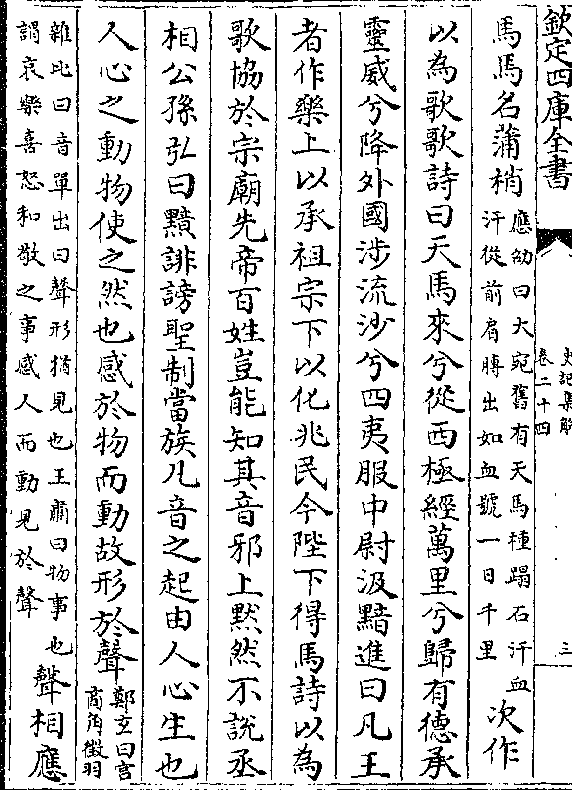 欽定四庫全書
史記集解
卷二十四
三
馬馬名蒲梢
應劭曰大宛舊有天馬種蹋石汗血
汗從前肩膊出如血號一日千里
次作
以為歌歌詩曰天馬來兮從西極經萬里兮歸有德承
靈威兮降外國涉流沙兮四夷服中尉汲黯進曰凡王
者作樂上以承祖宗下以化兆民今陛下得馬詩以為
歌協於宗廟先帝百姓豈能知其音邪上黙然不說丞
相公孫弘曰黯誹謗聖制當族凡音之起由人心生也
人心之動物使之然也感於物而動故形於聲
鄭玄曰言
商角徵羽
雜比曰音單出曰聲形猶見也王肅曰物事也
謂哀樂喜怒和敬之事感人而動見於聲
聲相應